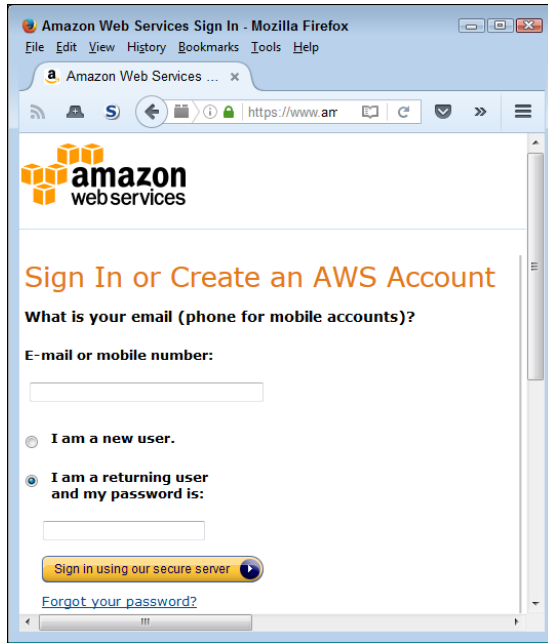 Amazon Web Services Sign In - Mozilla Firefox
File Edit View History Bookmarks Tools Help
a Amazon Web Services ... ×
S https://www.am »
amazon
web services
Sign In or Create an AWS Account
What is your email (phone for mobile accounts)?
E-mail or mobile number:
I am a new user.
I am a returning user
and my password is:
Sign in using our secure server
Forgot your password?